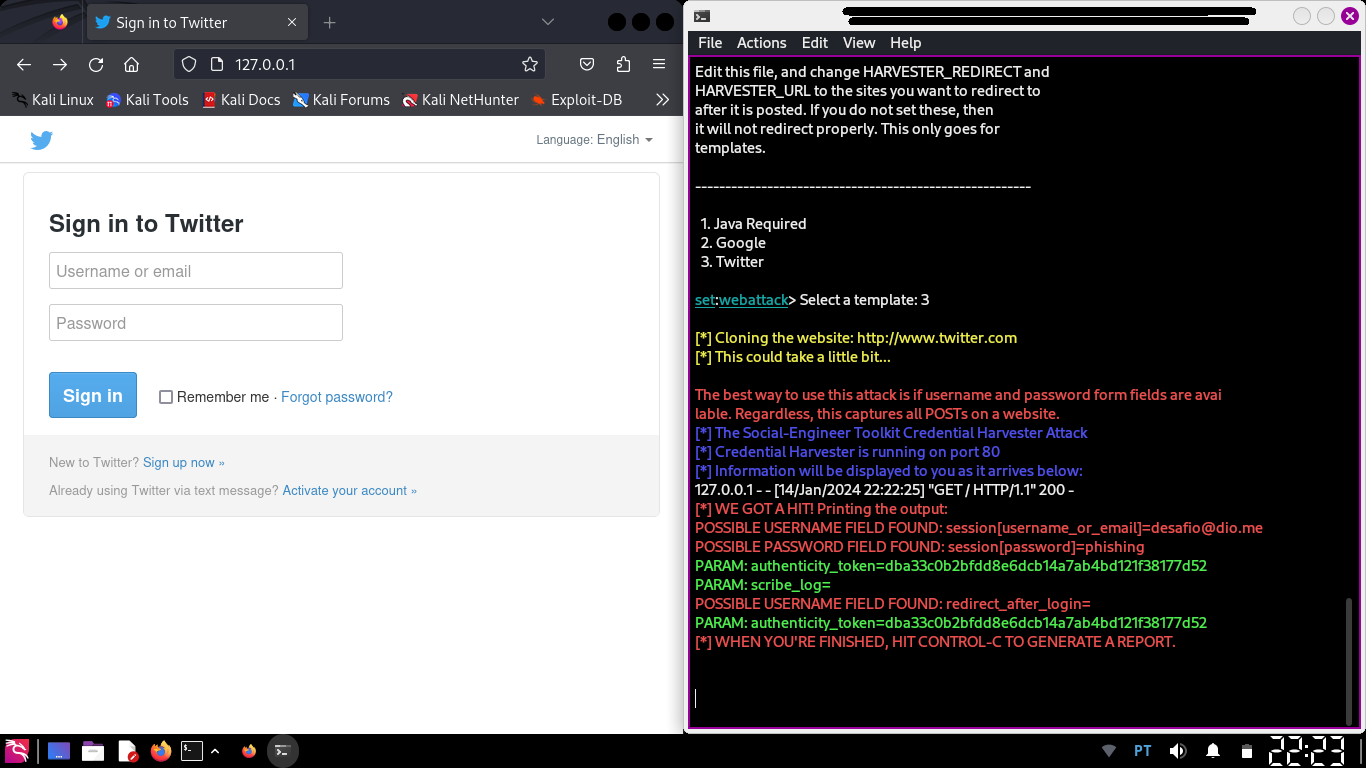 Sign in to Twitter
127.0.0.1
Kali Linux Kali Tools Kali Docs Kali Forums Kali NetHunter Exploit-DB
Language: English
Sign in to Twitter
Username or email
Password
Sign in Remember me · Forgot password?
New to Twitter? Sign up now »
Already using Twitter via text message? Activate your account »
File Actions Edit View Help
Edit this file, and change HARVESTER_REDIRECT and
HARVESTER_URL to the sites you want to redirect to
after it is posted. If you do not set these, then
it will not redirect properly. This only goes for
templates.
--------------------------------------------------------
1. Java Required
2. Google
3. Twitter
set:webattack> Select a template: 3
[*] Cloning the website: http://www.twitter.com
[*] This could take a little bit...
The best way to use this attack is if username and password form fields are avai
lable. Regardless, this captures all POSTs on a website.
[*] The Social-Engineer Toolkit Credential Harvester Attack
[*] Credential Harvester is running on port 80
[*] Information will be displayed to you as it arrives below:
127.0.0.1 - - [14/Jan/2024 22:22:25] "GET / HTTP/1.1" 200 -
[*] WE GOT A HIT! Printing the output:
POSSIBLE USERNAME FIELD FOUND: session[username_or_email]=desafio@dio.me
POSSIBLE PASSWORD FIELD FOUND: session[password]=phishing
PARAM: authenticity_token=dba33c0b2bfdd8e6dcb14a7ab4bd121f38177d52
PARAM: scribe_log=
POSSIBLE USERNAME FIELD FOUND: redirect_after_login=
PARAM: authenticity_token=dba33c0b2bfdd8e6dcb14a7ab4bd121f38177d52
[*] WHEN YOU'RE FINISHED, HIT CONTROL-C TO GENERATE A REPORT.
PT 22:23